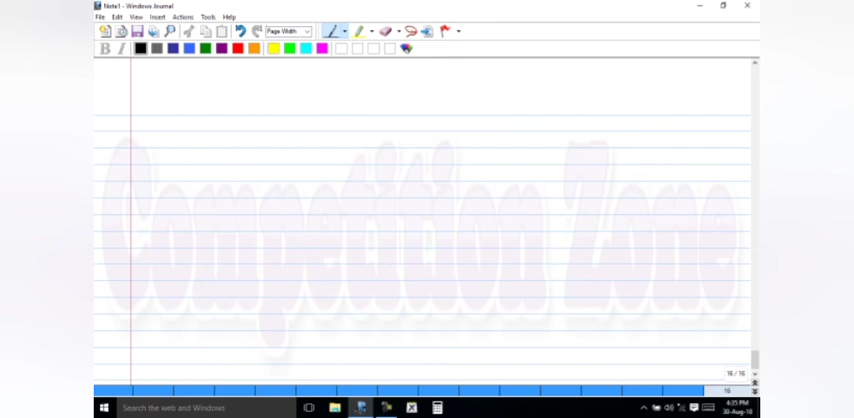 Note1 - Windows Journal
File Edit View Insert Actions Tools Help
Page Width
B I
Competition Zone
16 / 16
16
Search the web and Windows
4:35 PM
30-Aug-18